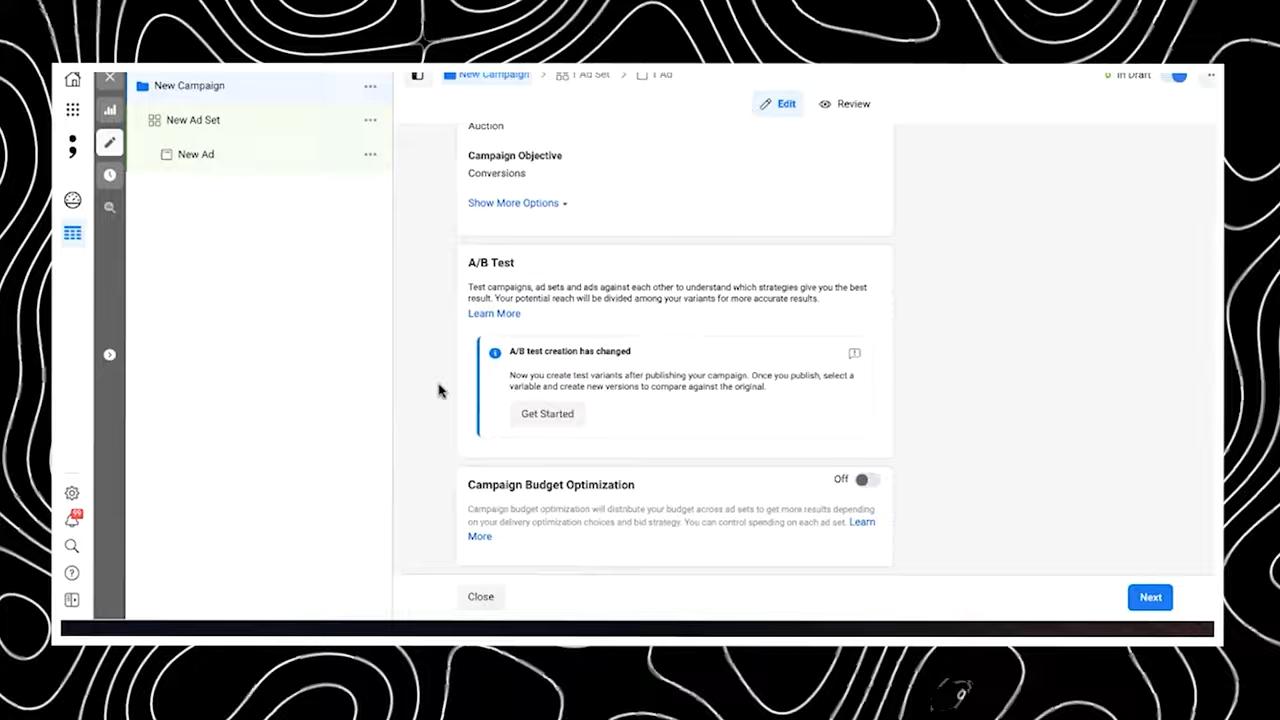 New Campaign
New Ad Set
New Ad
New Campaign > 1 Ad Set > 1 Ad
In Draft
Edit
Review
Auction
Campaign Objective
Conversions
Show More Options
A/B Test
Test campaigns, ad sets and ads against each other to understand which strategies give you the best
result. Your potential reach will be divided among your variants for more accurate results.
Learn More
A/B test creation has changed
Now you create test variants after publishing your campaign. Once you publish, select a
variable and create new versions to compare against the original.
Get Started
Campaign Budget Optimization
Off
Campaign budget optimization will distribute your budget across ad sets to get more results depending
on your delivery optimization choices and bid strategy. You can control spending on each ad set. Learn
More
Close
Next